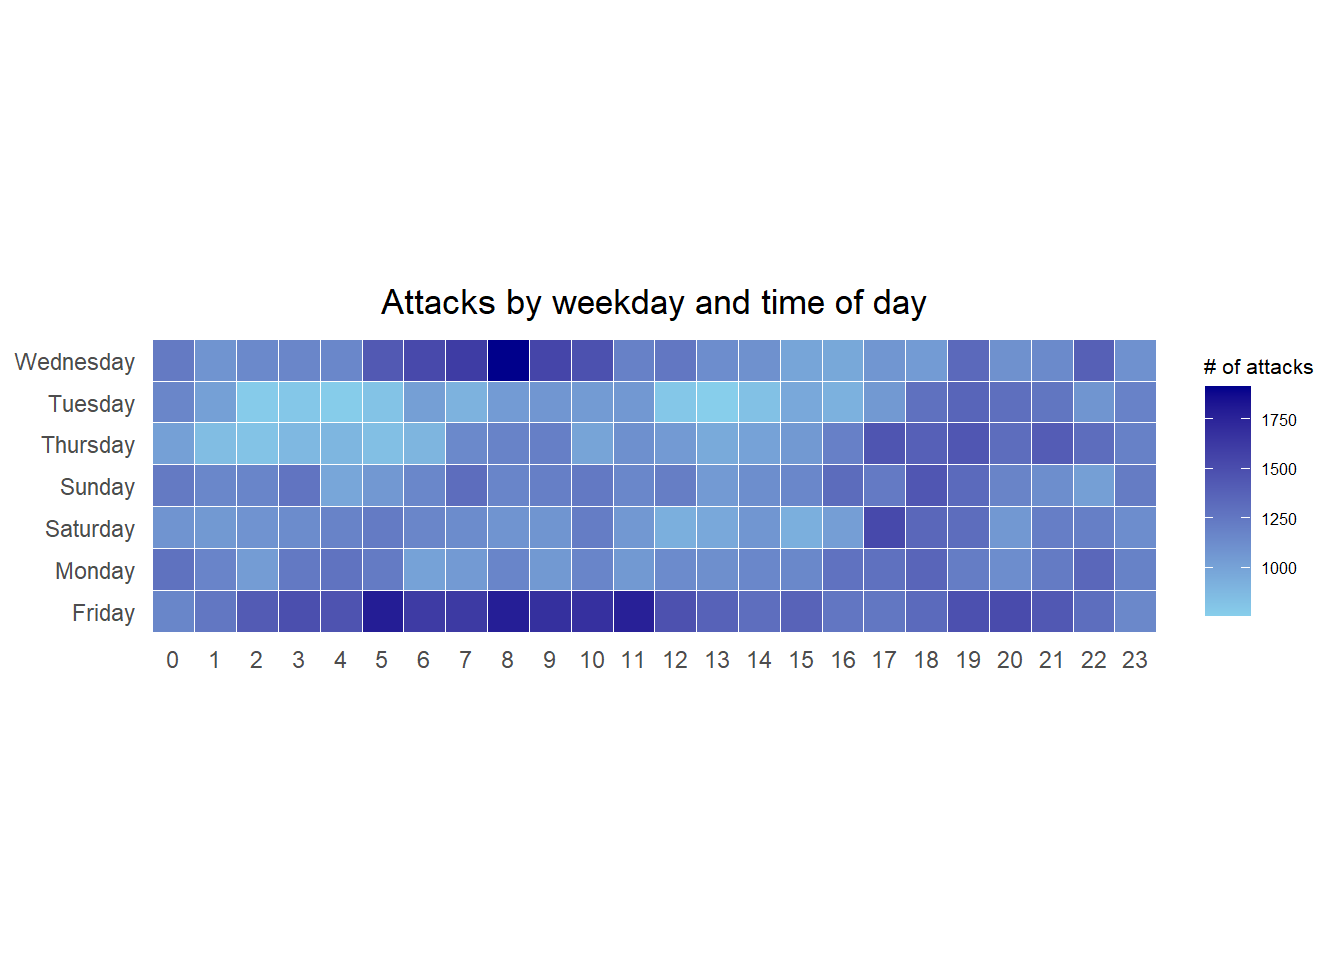 Attacks by weekday and time of day
Wednesday
Tuesday
Thursday
Sunday
Saturday
Monday
Friday
0 1 2 3 4 5 6 7 8 9 10 11 12 13 14 15 16 17 18 19 20 21 22 23
# of attacks
1750
1500
1250
1000